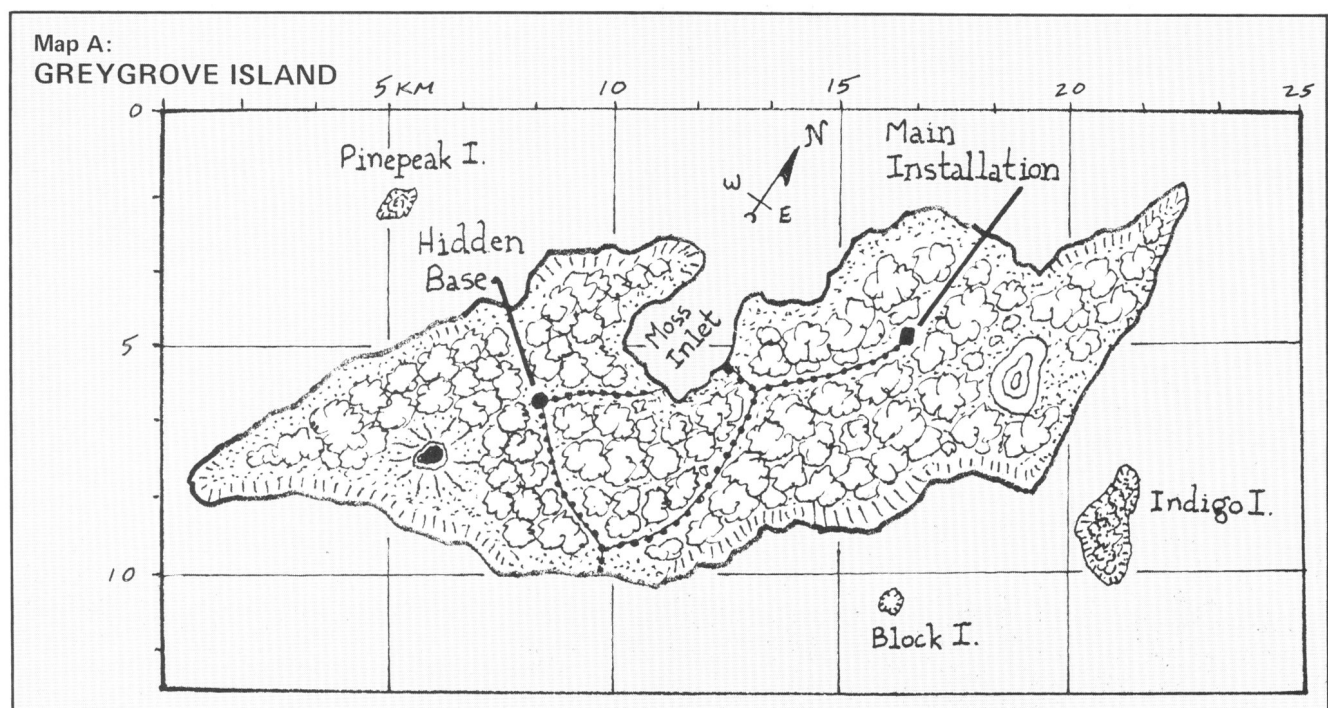 Map A:
GREYGROVE ISLAND
5 KM 10 15 20 25
0
Pinepeak I.
N
W
E
Main
Installation
Hidden
Base
5
Moss
Inlet
Indigo I.
10
Block I.